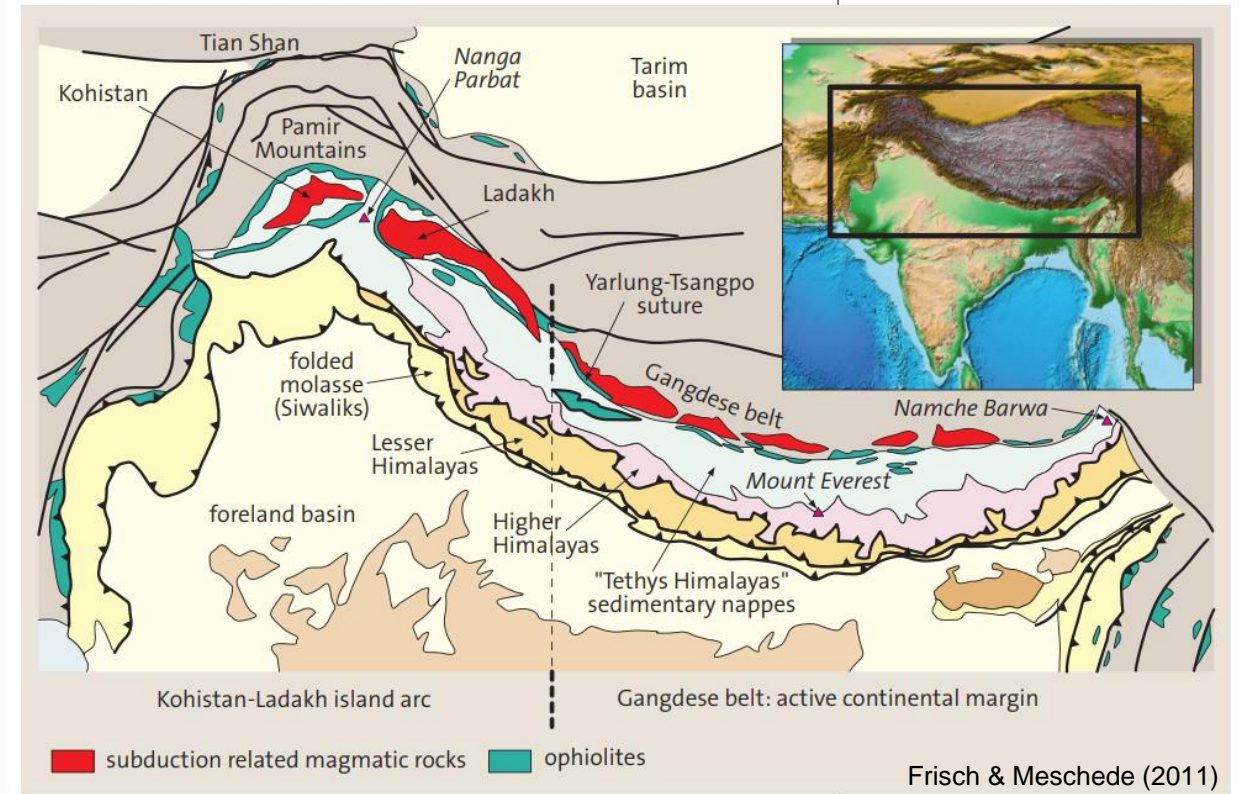 Tian Shan
Nanga
Parbat
Tarim
basin
Kohistan
Pamir
Mountains
Ladakh
Yarlung-Tsangpo
suture
folded
molasse
(Siwaliks)
Gangdese belt
Namche Barwa
Lesser
Himalayas
Mount Everest
foreland basin
Higher
Himalayas
"Tethys Himalayas"
sedimentary nappes
Kohistan-Ladakh island arc
Gangdese belt: active continental margin
subduction related magmatic rocks
ophiolites
Frisch & Meschede (2011)